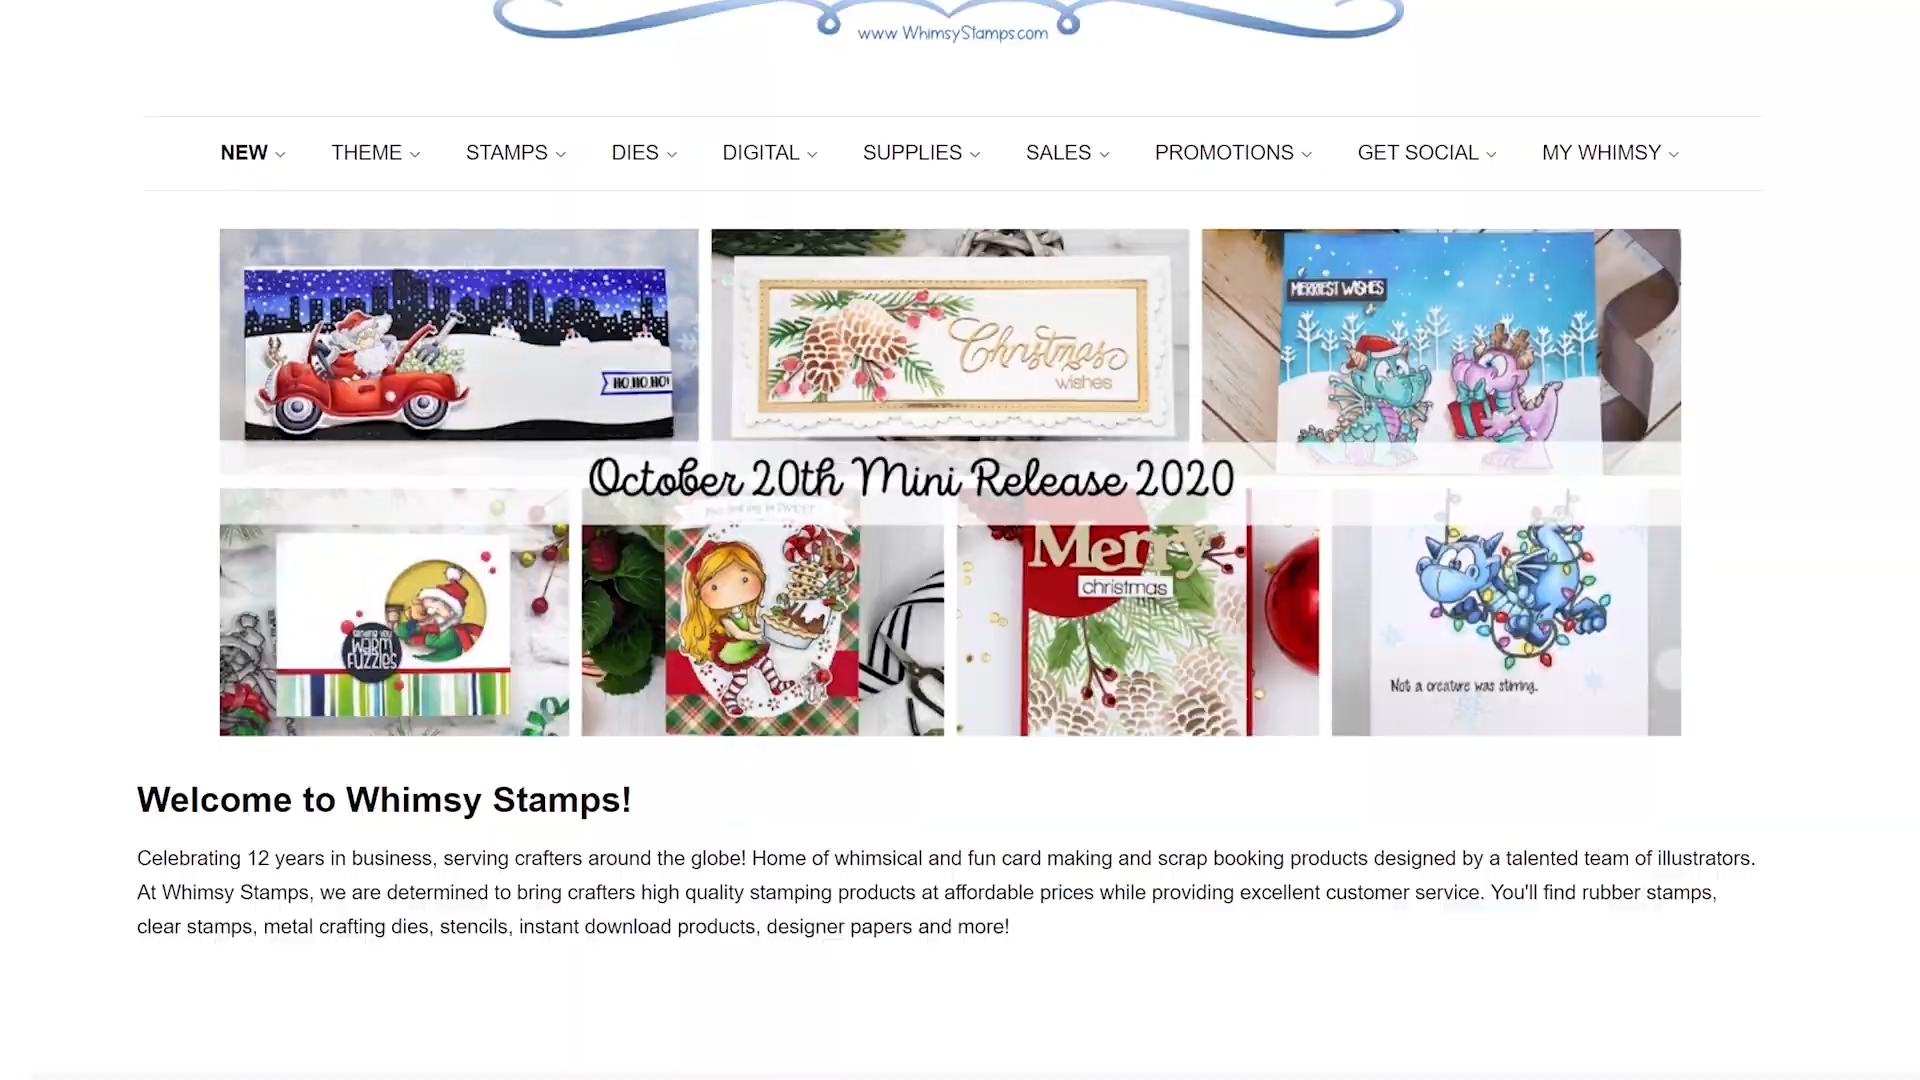 www WhimsyStamps.com
NEW THEME STAMPS DIES DIGITAL SUPPLIES SALES PROMOTIONS GET SOCIAL MY WHIMSY
HO, HO, HO!
Christmas
wishes
MERRIEST WISHES
October 20th Mini Release 2020
sending you
WARM
FUZZIES
Merry
christmas
Not a creature was stirring.
Welcome to Whimsy Stamps!
Celebrating 12 years in business, serving crafters around the globe! Home of whimsical and fun card making and scrap booking products designed by a talented team of illustrators.
At Whimsy Stamps, we are determined to bring crafters high quality stamping products at affordable prices while providing excellent customer service. You'll find rubber stamps,
clear stamps, metal crafting dies, stencils, instant download products, designer papers and more!